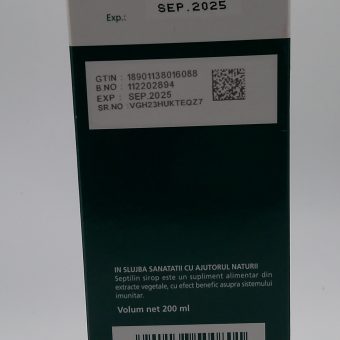 Exp.: SEP.2025
GTIN : 18901138016088
B.NO : 112202894
EXP : SEP.2025
SR.NO : VGH23HUKTEQZ7
IN SLUJBA SANATATII CU AJUTORUL NATURII
Septilin sirop este un supliment alimentar din
extracte vegetale, cu efect benefic asupra sistemului
imunitar.
Volum net 200 ml